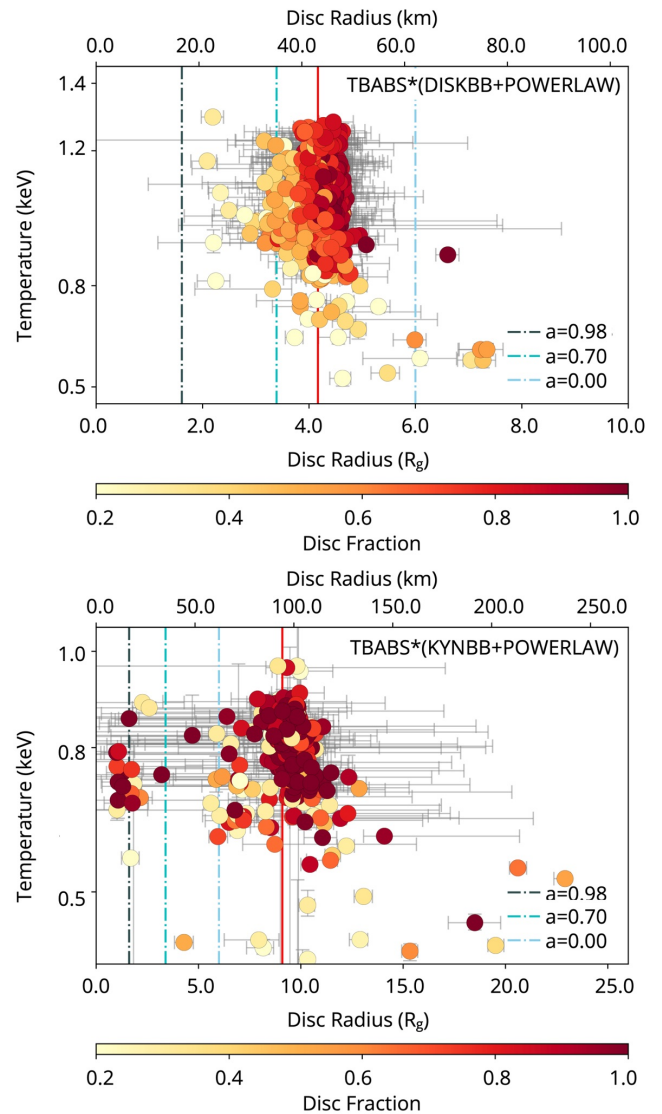 Disc Radius (km)
0.0 20.0 40.0 60.0 80.0 100.0
TBABS*(DISKBB+POWERLAW)
1.4
1.2
0.8
0.5
Temperature (keV)
a=0.98
a=0.70
a=0.00
0.0 2.0 4.0 6.0 8.0 10.0
Disc Radius (Rg)
0.2 0.4 0.6 0.8 1.0
Disc Fraction
Disc Radius (km)
0.0 50.0 100.0 150.0 200.0 250.0
TBABS*(KYNBB+POWERLAW)
1.0
0.8
0.5
Temperature (keV)
a=0.98
a=0.70
a=0.00
0.0 5.0 10.0 15.0 20.0 25.0
Disc Radius (Rg)
0.2 0.4 0.6 0.8 1.0
Disc Fraction